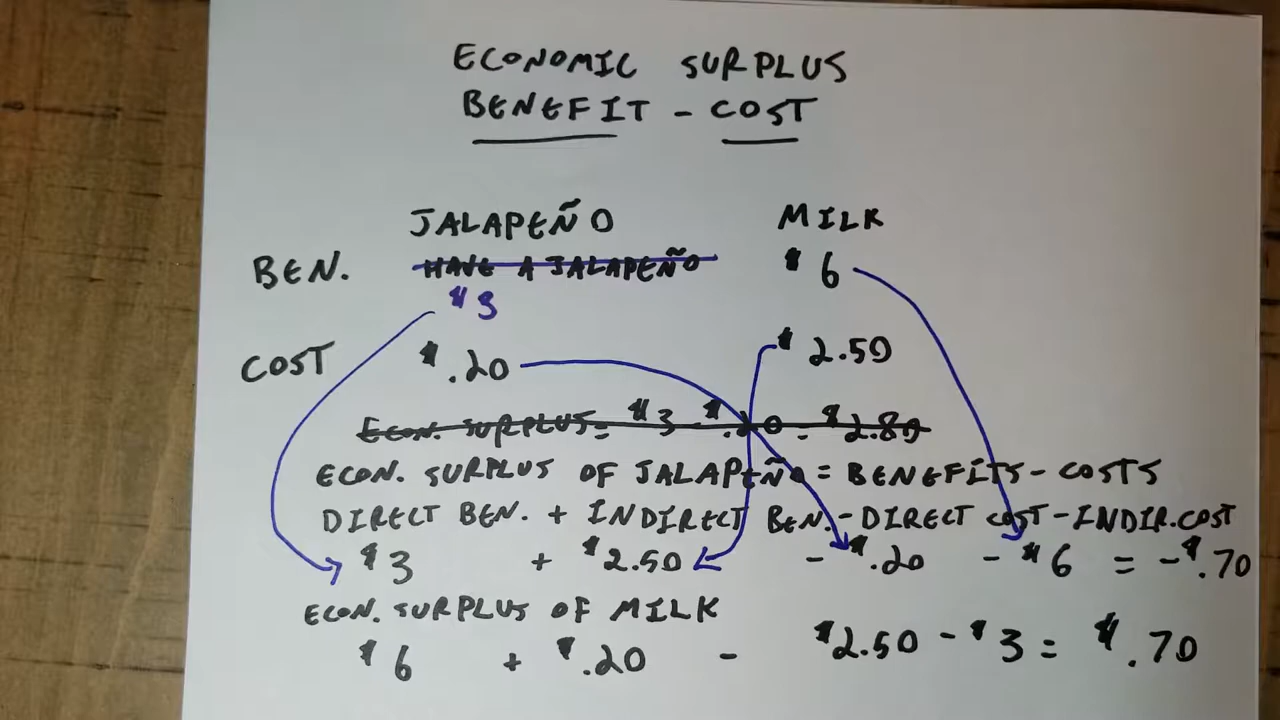 ECONOMIC SURPLUS
BENEFIT - COST
JALAPEÑO MILK
BEN. HAVE A JALAPEÑO $6
$3
COST $.20 $2.50
ECON. SURPLUS = $3 - $.20 = $2.80
ECON. SURPLUS OF JALAPEÑO = BENEFITS - COSTS
DIRECT BEN. + INDIRECT BEN. - DIRECT COST - INDIR. COST
$3 + $2.50 - $.20 - $6 = -$.70
ECON. SURPLUS OF MILK
$6 + $.20 - $2.50 - $3 = $.70